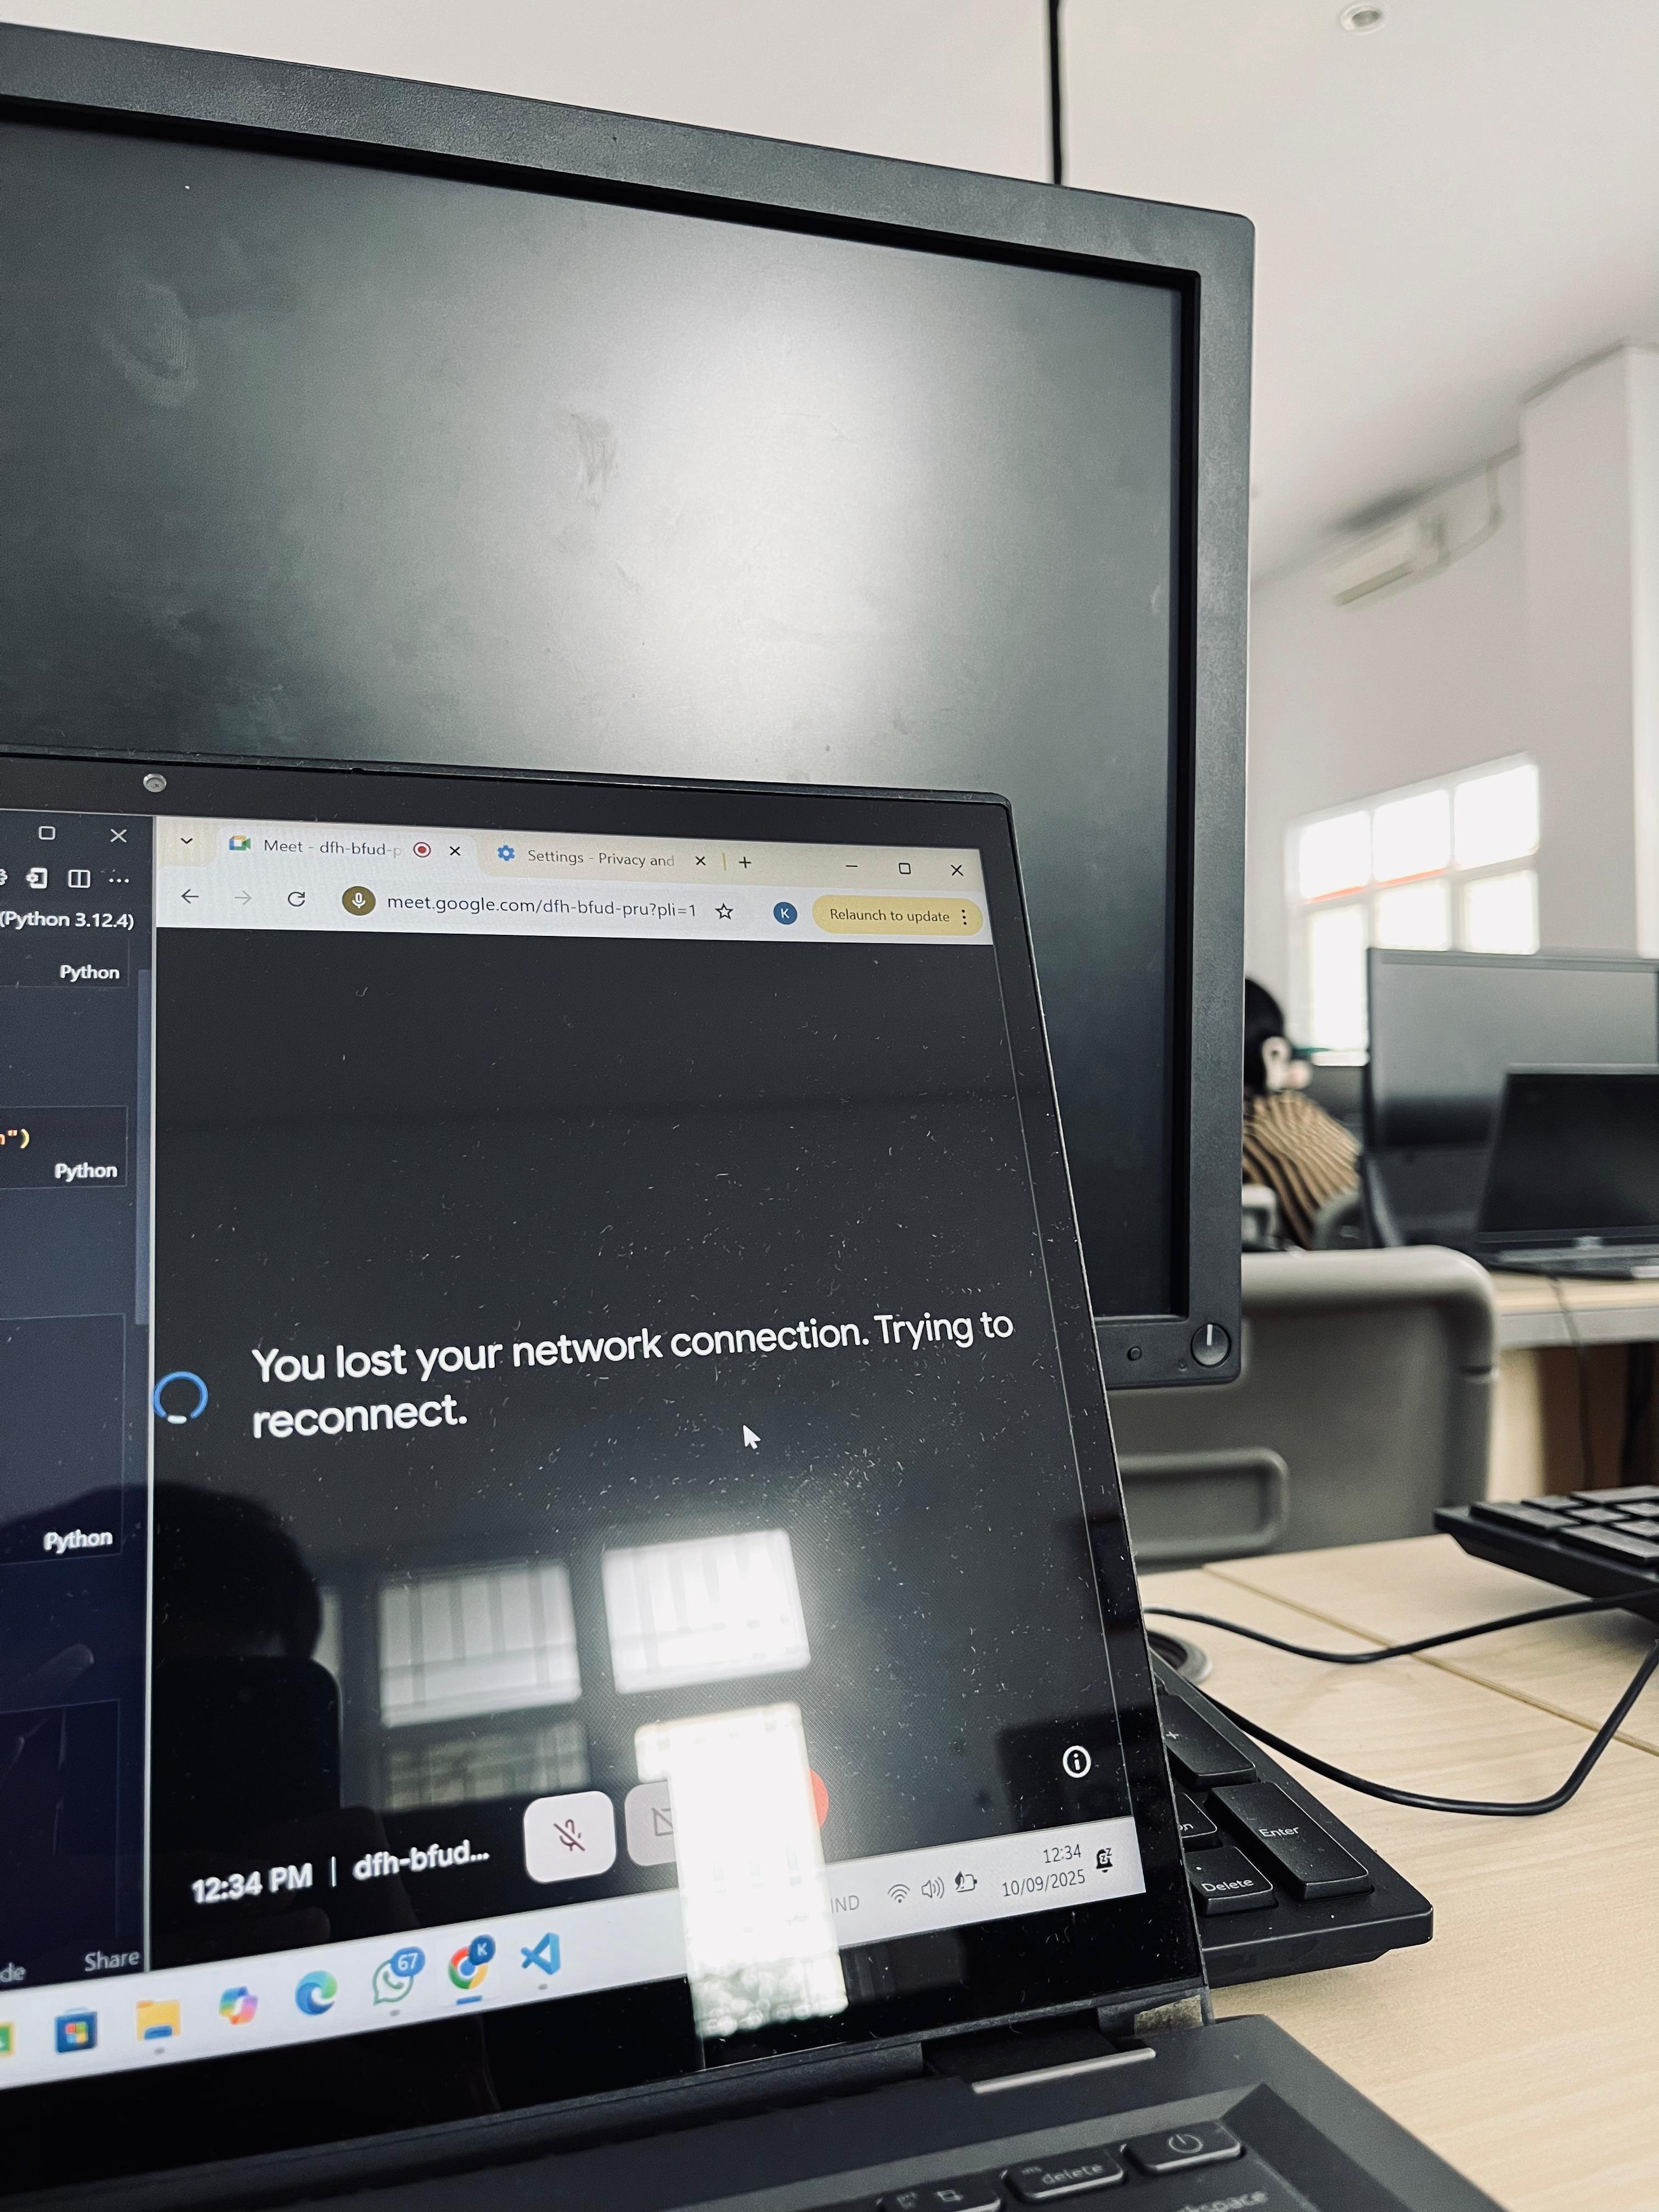 Meet - dfh-bfud-p
Settings - Privacy and
(Python 3.12.4)
meet.google.com/dfh-bfud-pru?pli=1
K
Relaunch to update
Python
")
Python
You lost your network connection. Trying to
reconnect.
Python
12:34 PM | dfh-bfud...
IND
12:34
10/09/2025
de
Share
67
K
Enter
Delete
delete